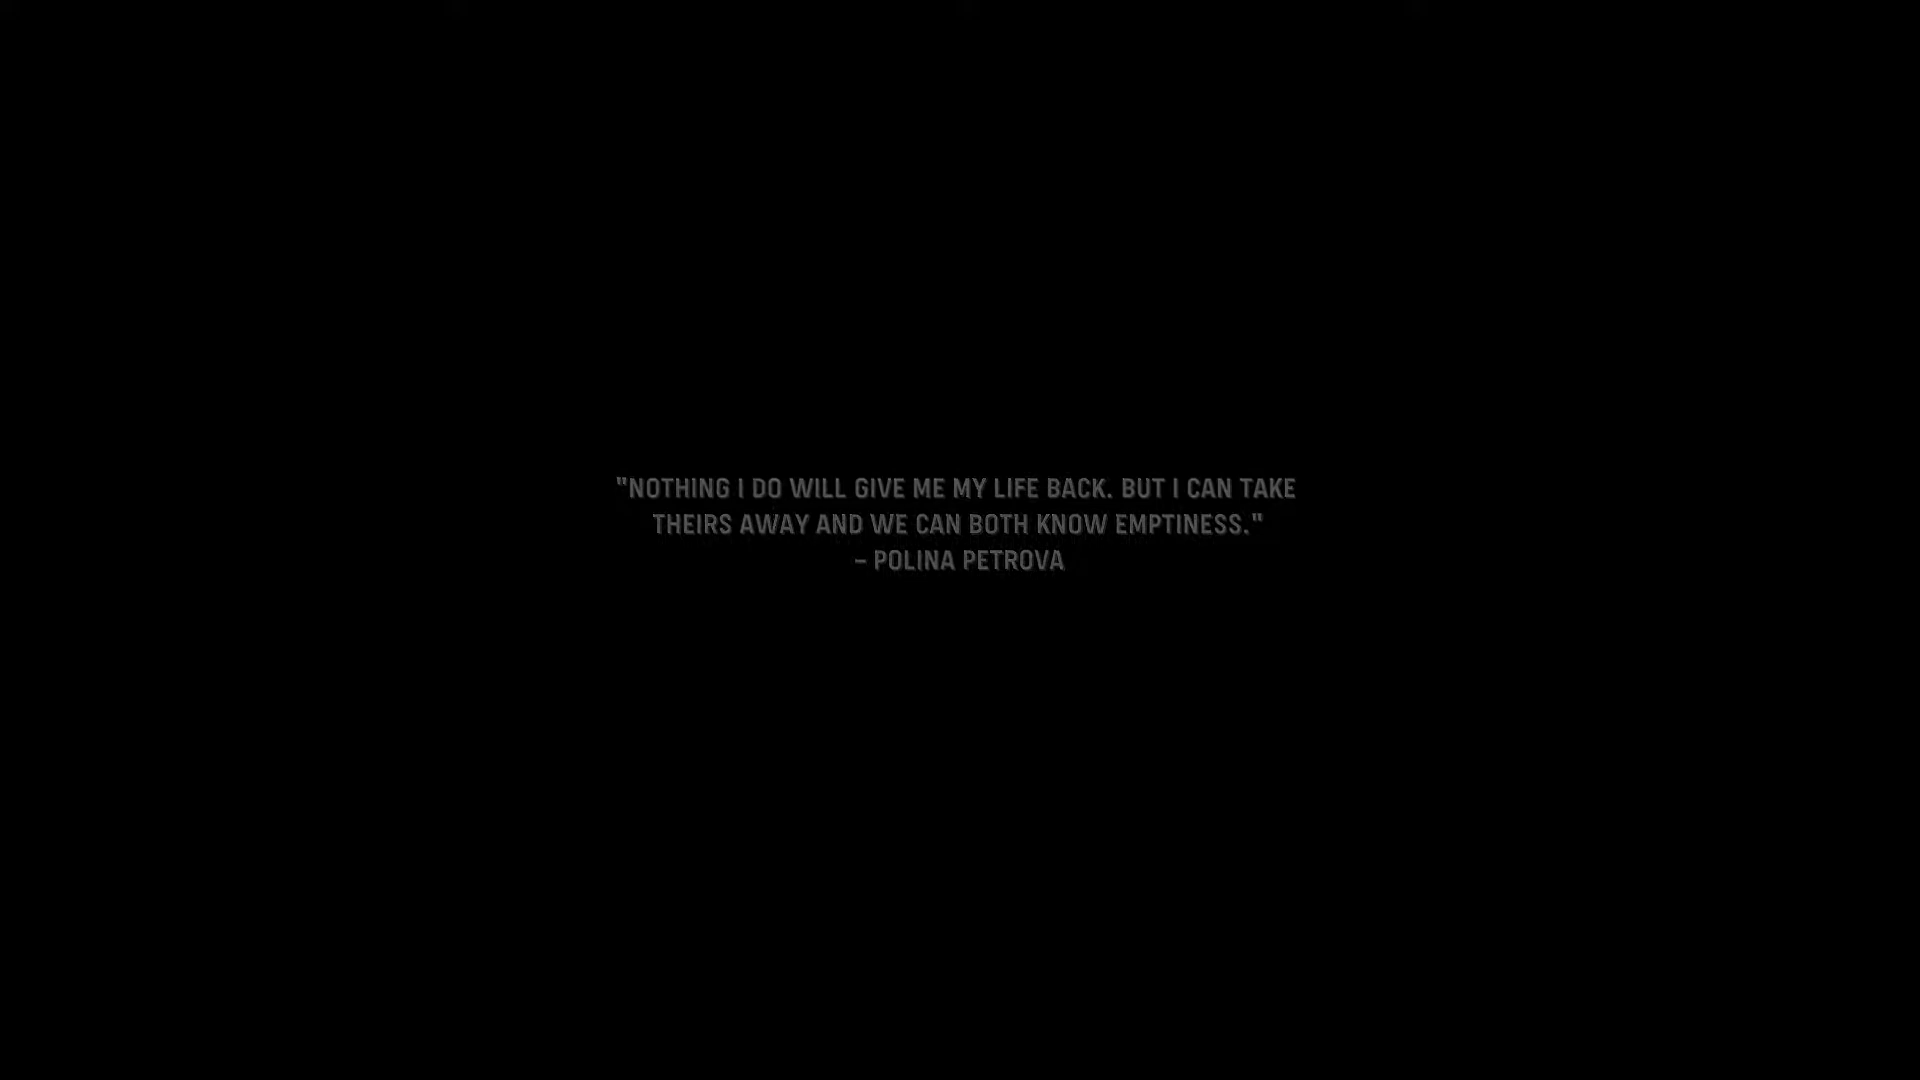 "NOTHING I DO WILL GIVE ME MY LIFE BACK. BUT I CAN TAKE
THEIRS AWAY AND WE CAN BOTH KNOW EMPTINESS."
– POLINA PETROVA